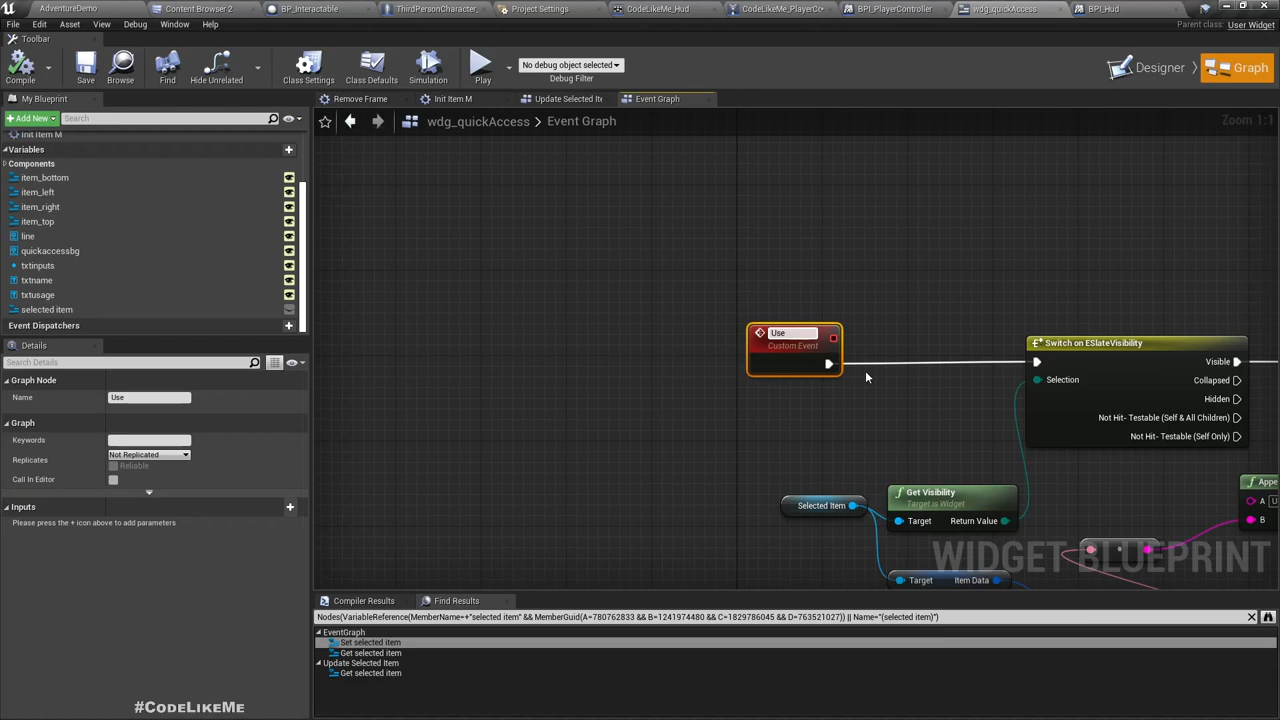 AdventureDemo
Content Browser 2
BP_Interactable
ThirdPersonCharacter_
Project Settings
CodeLikeMe_Hud
CodeLikeMe_PlayerCo
BPI_PlayerController
wdg_quickAccess
BPI_Hud
File Edit Asset View Debug Window Help
Parent class: User Widget
Toolbar
Compile Save Browse Find Hide Unrelated Class Settings Class Defaults Simulation Play
No debug object selected
Debug Filter
Designer
Graph
My Blueprint
Remove Frame
Init Item M
Update Selected Ite
Event Graph
Add New
Search
wdg_quickAccess > Event Graph
Zoom 1:1
Init Item M
Variables
Components
item_bottom
item_left
item_right
item_top
line
quickaccessbg
txtinputs
txtname
txtusage
selected item
Event Dispatchers
Details
Search Details
Graph Node
Name Use
Graph
Keywords
Replicates Not Replicated
Reliable
Call In Editor
Inputs
Please press the + icon above to add parameters
Use
Custom Event
Switch on ESlateVisibility
Visible
Selection
Collapsed
Hidden
Not Hit- Testable (Self & All Children)
Not Hit- Testable (Self Only)
Selected Item
Get Visibility
Target is Widget
Target Return Value
Appe
A
B
Target Item Data
WIDGET BLUEPRINT
Compiler Results
Find Results
Nodes(VariableReference(MemberName=+"selected item" && MemberGuid(A=780762833 && B=1241974480 && C=1829786045 && D=763521027)) || Name="(selected item)")
EventGraph
Set selected item
Get selected item
Update Selected Item
Get selected item
#CODELIKEME